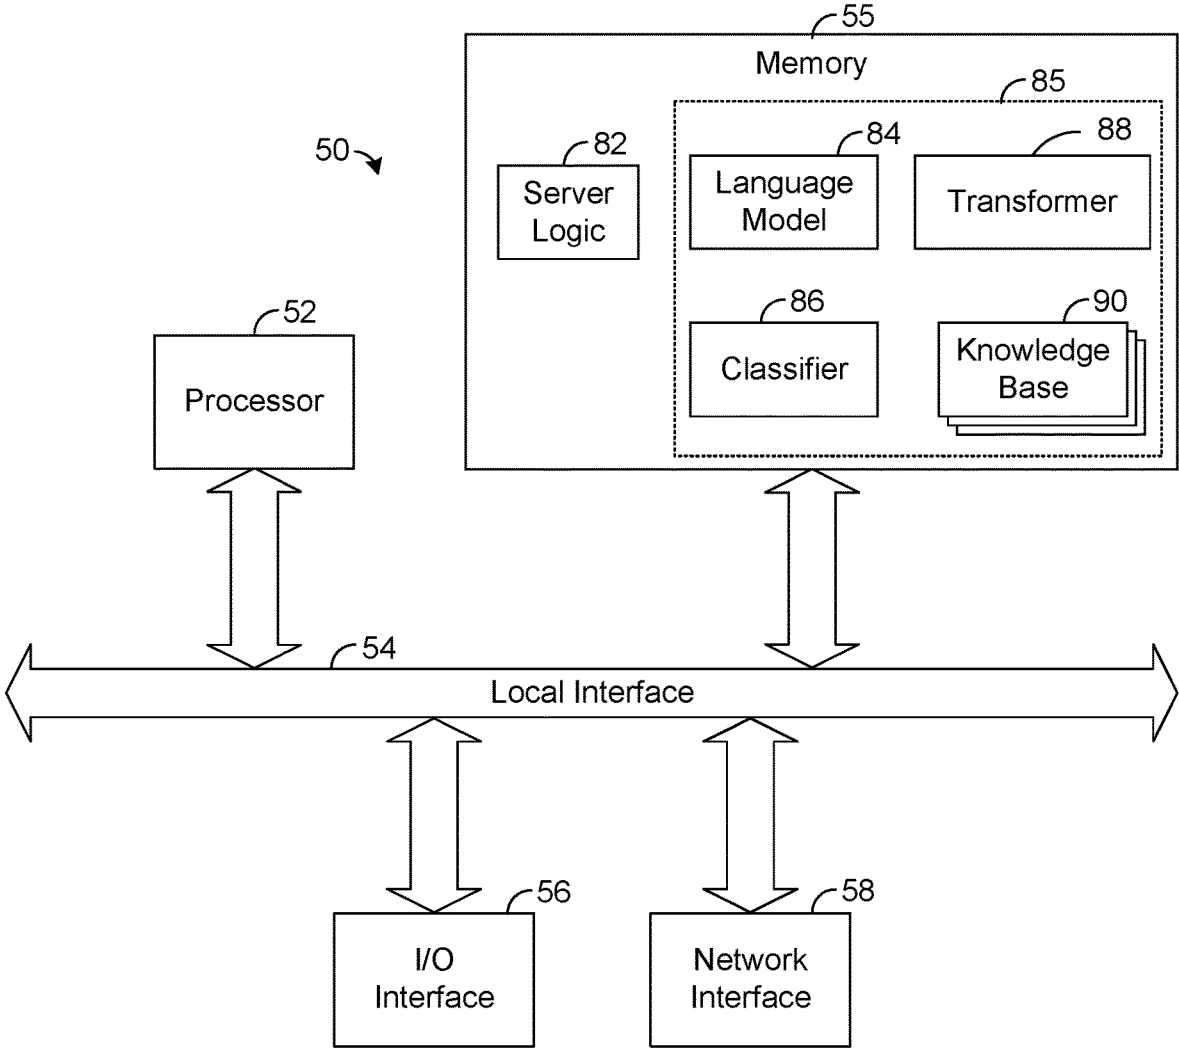 55
Memory
85
50
82
Server
Logic
84
Language
Model
88
Transformer
86
Classifier
90
Knowledge
Base
52
Processor
54
Local Interface
56
I/O
Interface
58
Network
Interface